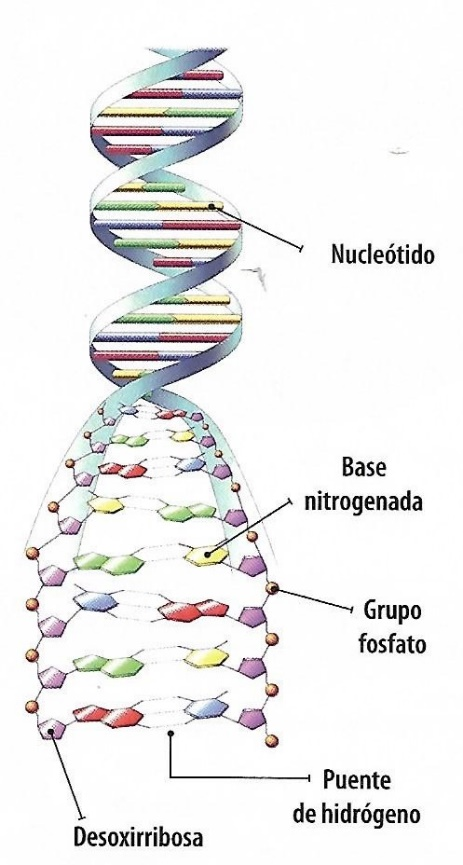 Nucleótido
Base
nitrogenada
Grupo
fosfato
Puente
de hidrógeno
Desoxirribosa